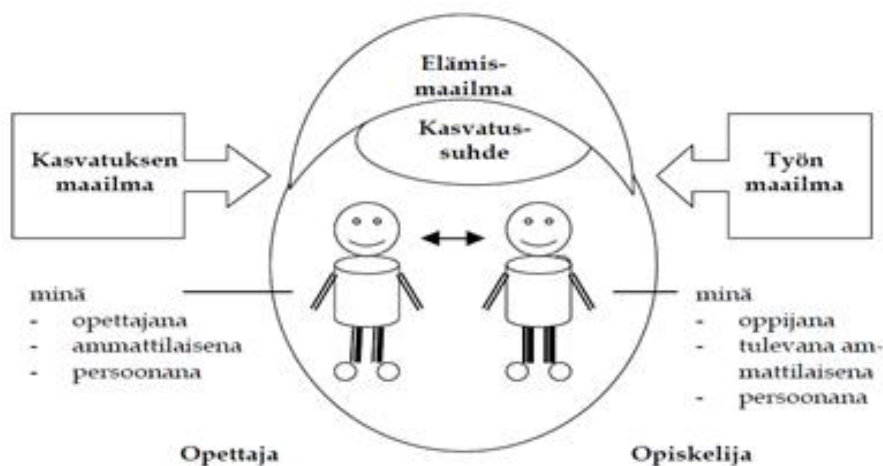 Elämis-
maailma
Kasvatus-
suhde
Kasvatuksen
maailma
Työn
maailma
minä
- opettajana
- ammattilaisena
- persoonana
minä
- oppijana
- tulevana am-
mattilaisena
- persoonana
Opettaja
Opiskelija